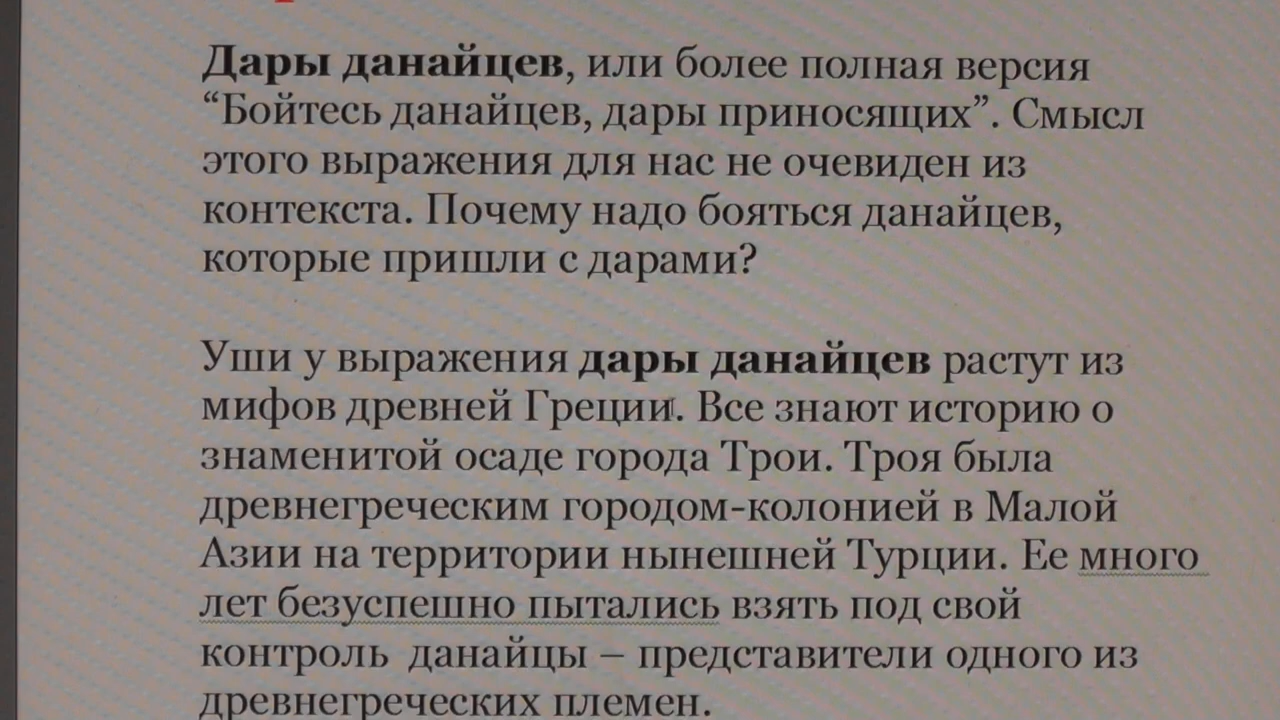 Дары данайцев, или более полная версия
“Бойтесь данайцев, дары приносящих”. Смысл
этого выражения для нас не очевиден из
контекста. Почему надо бояться данайцев,
которые пришли с дарами?
Уши у выражения дары данайцев растут из
мифов древней Греции. Все знают историю о
знаменитой осаде города Трои. Троя была
древнегреческим городом-колонией в Малой
Азии на территории нынешней Турции. Ее много
лет безуспешно пытались взять под свой
контроль данайцы – представители одного из
древнегреческих племен.